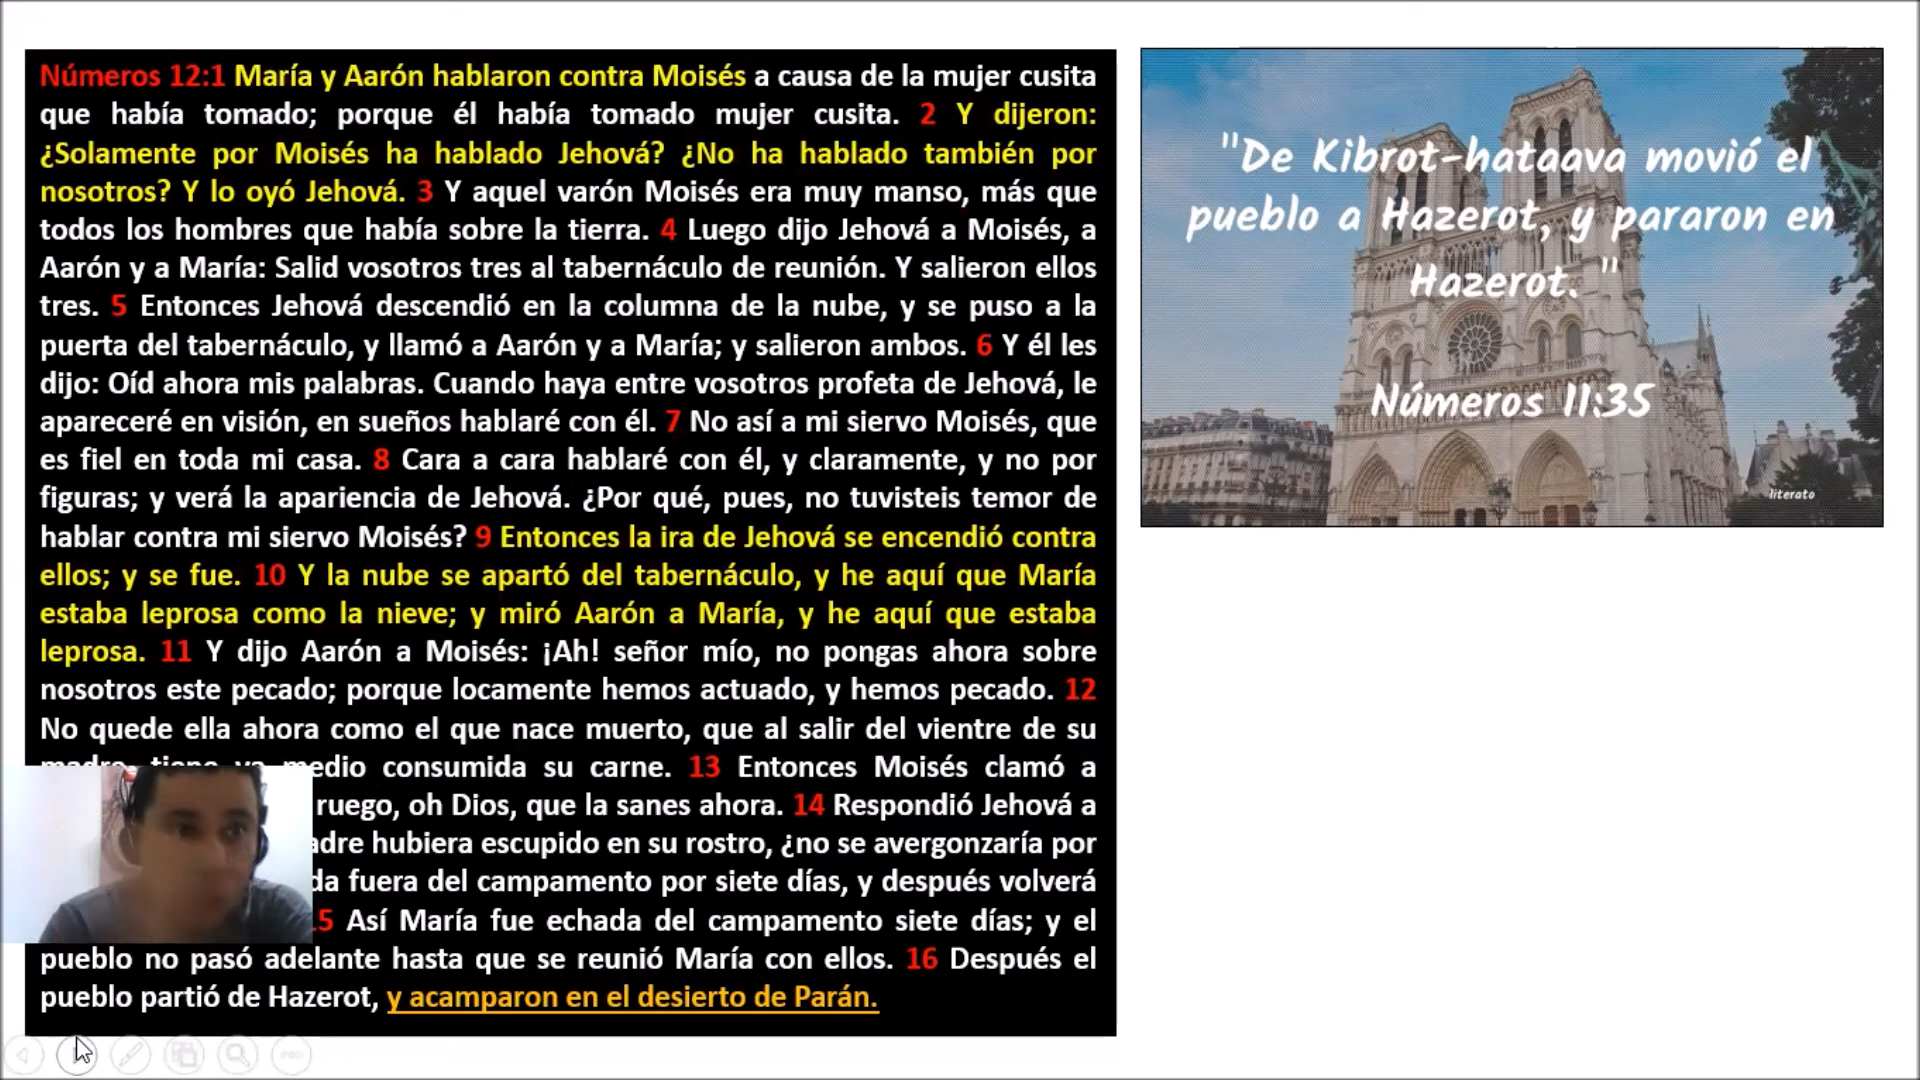 Números 12:1 María y Aarón hablaron contra Moisés a causa de la mujer cusita
que había tomado; porque él había tomado mujer cusita. 2 Y dijeron:
¿Solamente por Moisés ha hablado Jehová? ¿No ha hablado también por
nosotros? Y lo oyó Jehová. 3 Y aquel varón Moisés era muy manso, más que
todos los hombres que había sobre la tierra. 4 Luego dijo Jehová a Moisés, a
Aarón y a María: Salid vosotros tres al tabernáculo de reunión. Y salieron ellos
tres. 5 Entonces Jehová descendió en la columna de la nube, y se puso a la
puerta del tabernáculo, y llamó a Aarón y a María; y salieron ambos. 6 Y él les
dijo: Oíd ahora mis palabras. Cuando haya entre vosotros profeta de Jehová, le
apareceré en visión, en sueños hablaré con él. 7 No así a mi siervo Moisés, que
es fiel en toda mi casa. 8 Cara a cara hablaré con él, y claramente, y no por
figuras; y verá la apariencia de Jehová. ¿Por qué, pues, no tuvisteis temor de
hablar contra mi siervo Moisés? 9 Entonces la ira de Jehová se encendió contra
ellos; y se fue. 10 Y la nube se apartó del tabernáculo, y he aquí que María
estaba leprosa como la nieve; y miró Aarón a María, y he aquí que estaba
leprosa. 11 Y dijo Aarón a Moisés: ¡Ah! señor mío, no pongas ahora sobre
nosotros este pecado; porque locamente hemos actuado, y hemos pecado. 12
No quede ella ahora como el que nace muerto, que al salir del vientre de su
medio consumida su carne. 13 Entonces Moisés clamó a
ruego, oh Dios, que la sanes ahora. 14 Respondió Jehová a
hubiera escupido en su rostro, ¿no se avergonzaría por
fuera del campamento por siete días, y después volverá
Así María fue echada del campamento siete días; y el
pueblo no pasó adelante hasta que se reunió María con ellos. 16 Después el
pueblo partió de Hazerot, y acamparon en el desierto de Parán.
"De Kibrot-hataava movió el
pueblo a Hazerot, y pararon en
Hazerot. "
Números 11:35
literato